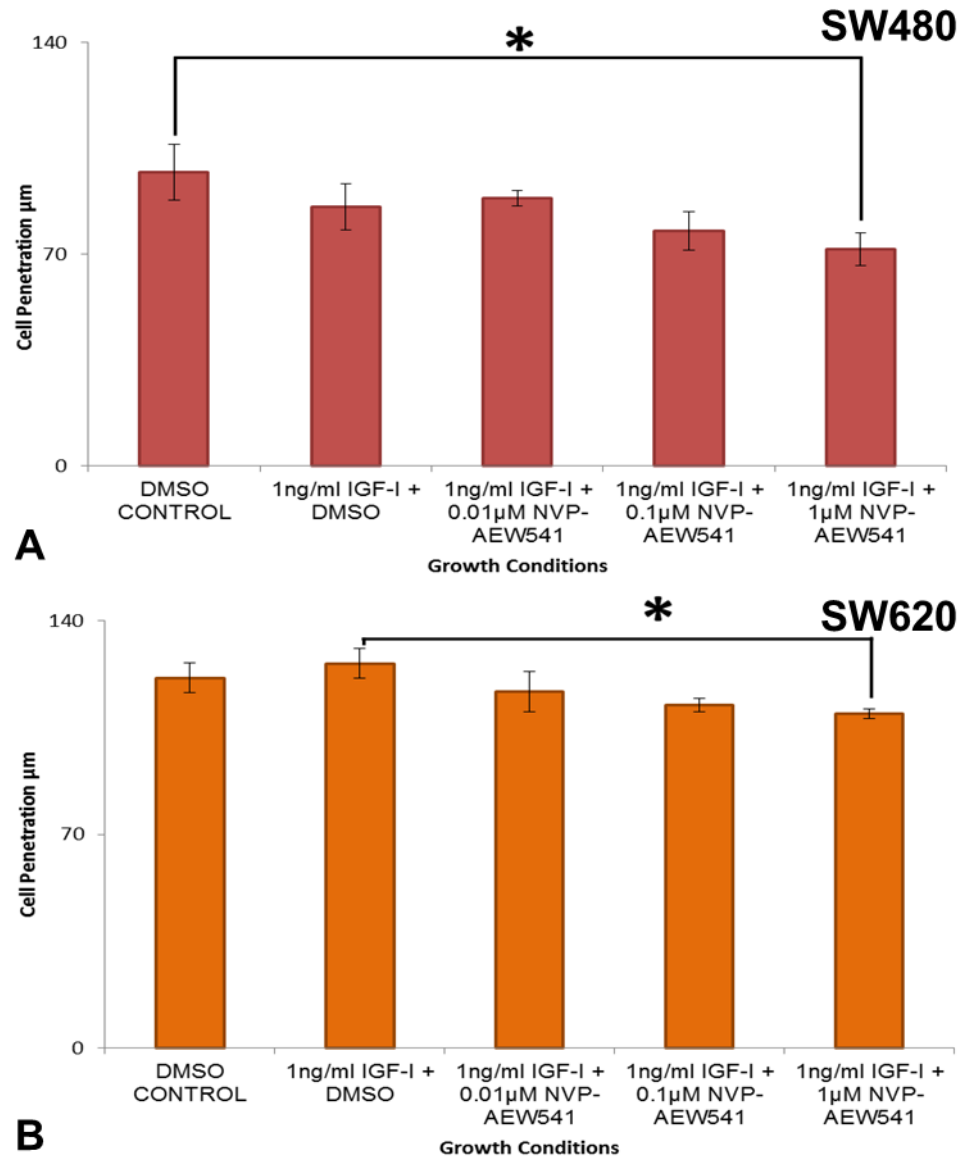 SW480
*
140
70
0
Cell Penetration µm
DMSO
CONTROL
1ng/ml IGF-I +
DMSO
1ng/ml IGF-I +
0.01µM NVP-
AEW541
1ng/ml IGF-I +
0.1µM NVP-
AEW541
1ng/ml IGF-I +
1µM NVP-
AEW541
A
Growth Conditions
SW620
*
140
70
0
Cell Penetration µm
DMSO
CONTROL
1ng/ml IGF-I +
DMSO
1ng/ml IGF-I +
0.01µM NVP-
AEW541
1ng/ml IGF-I +
0.1µM NVP-
AEW541
1ng/ml IGF-I +
1µM NVP-
AEW541
B
Growth Conditions